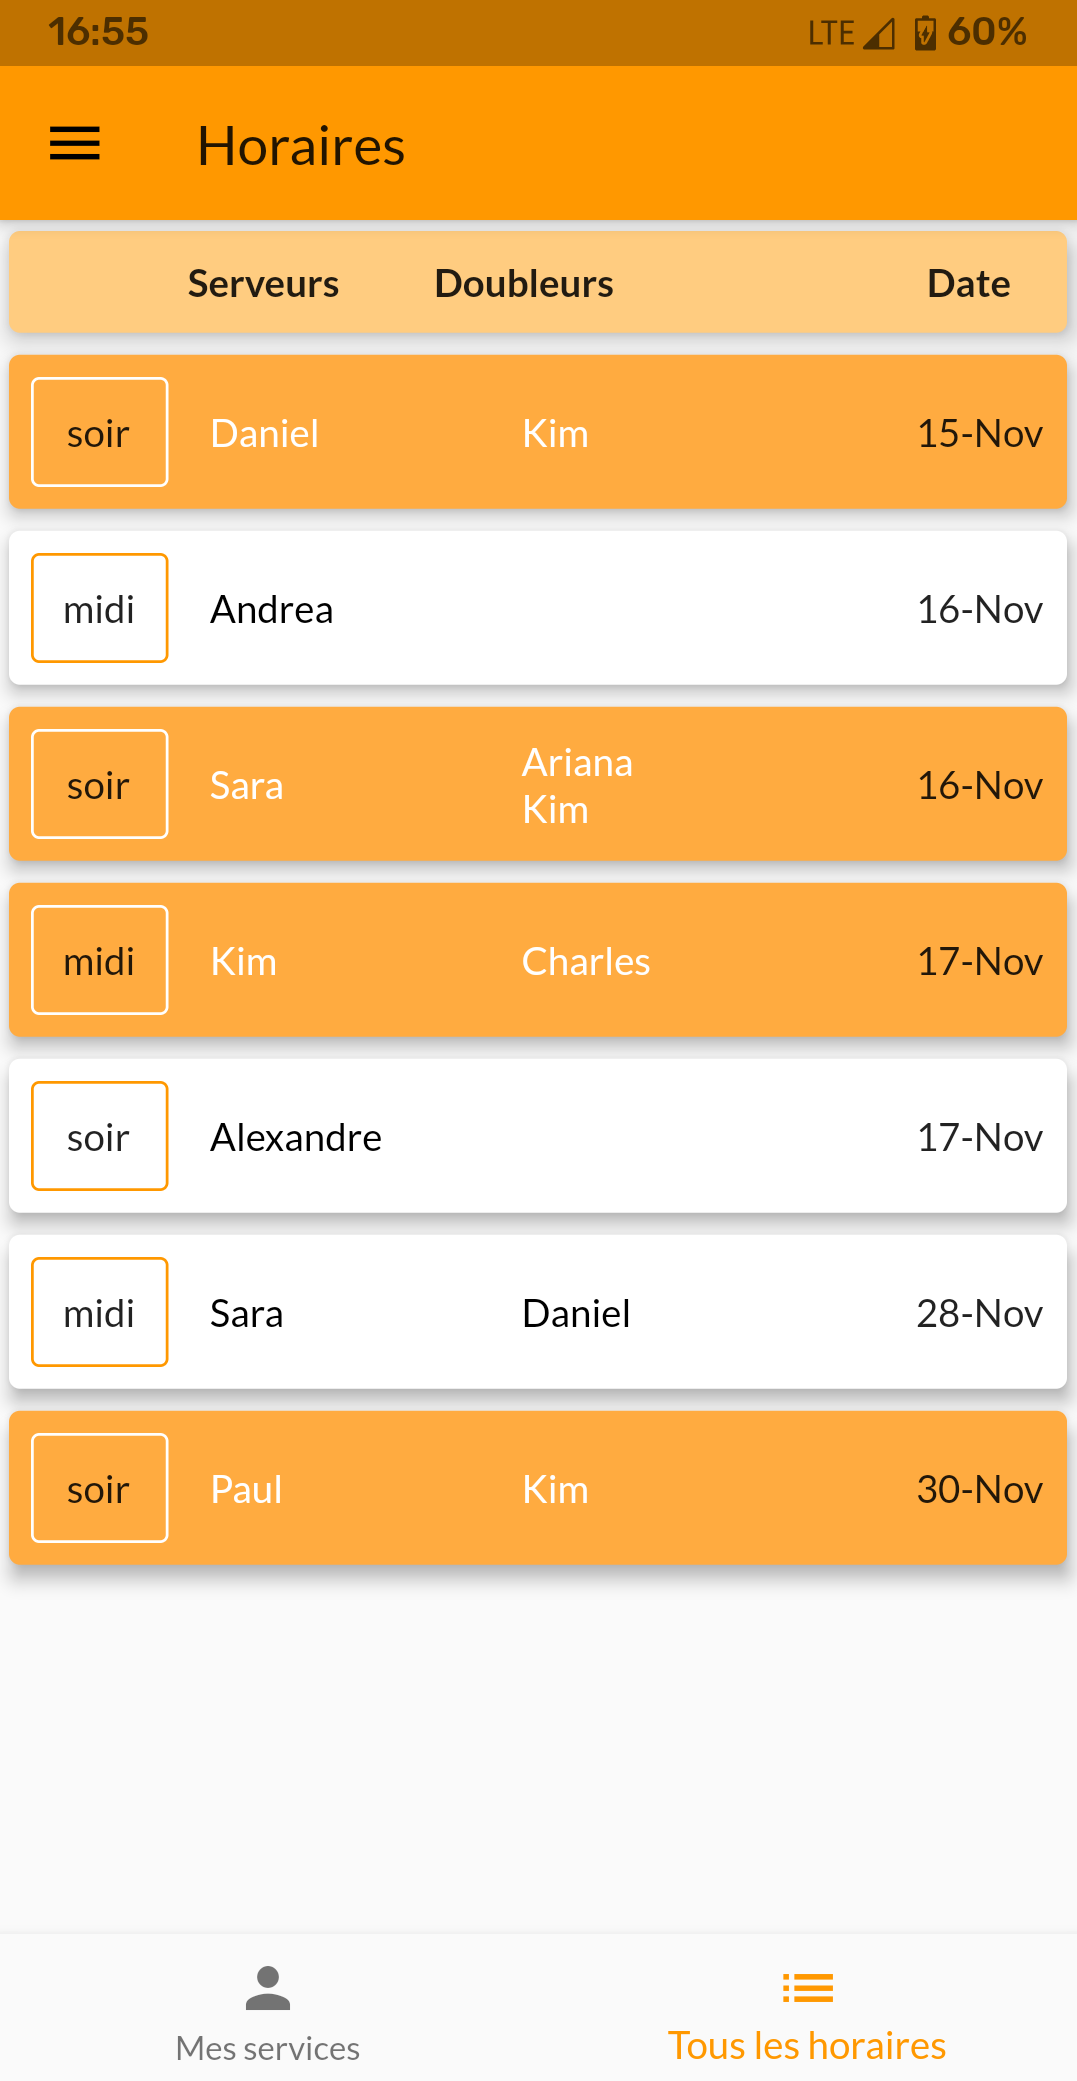 16:55 LTE 60%
Horaires
Serveurs Doubleurs Date
soir Daniel Kim 15-Nov
midi Andrea 16-Nov
soir Sara Ariana Kim 16-Nov
midi Kim Charles 17-Nov
soir Alexandre 17-Nov
midi Sara Daniel 28-Nov
soir Paul Kim 30-Nov
Mes services Tous les horaires